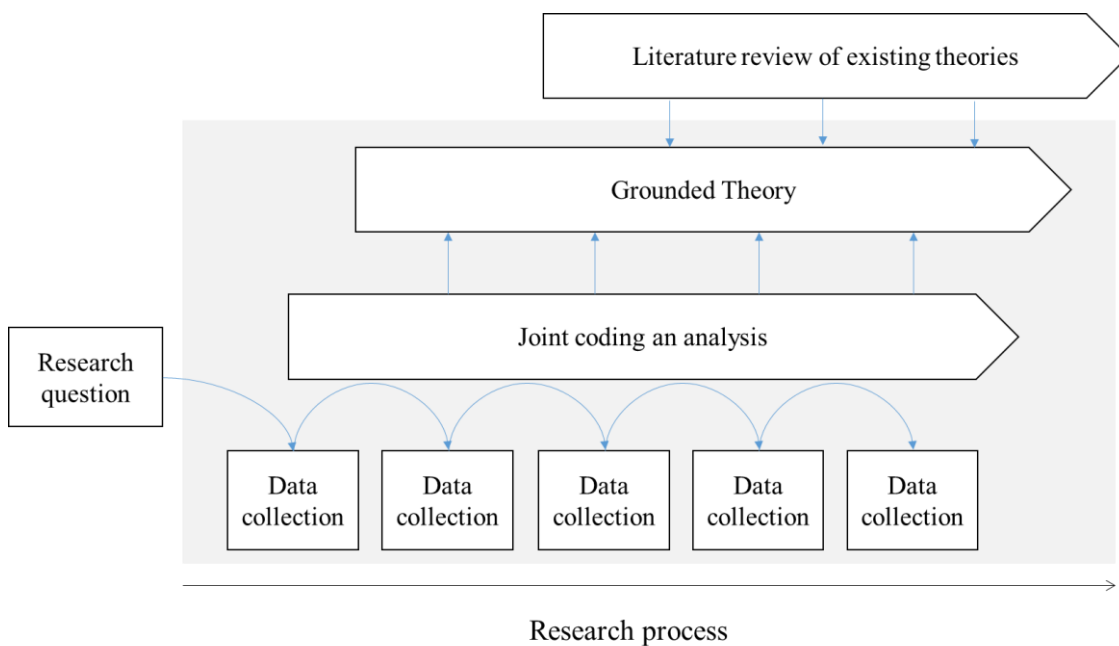 Literature review of existing theories
Grounded Theory
Joint coding an analysis
Research
question
Data
collection
Data
collection
Data
collection
Data
collection
Data
collection
Research process